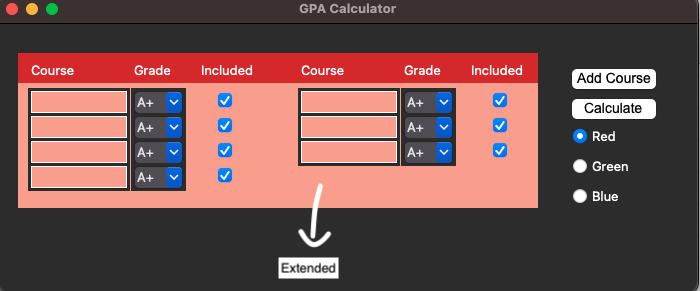 GPA Calculator
Course Grade Included Course Grade Included
A+ A+
A+ A+
A+ A+
A+
Add Course
Calculate
Red
Green
Blue
Extended